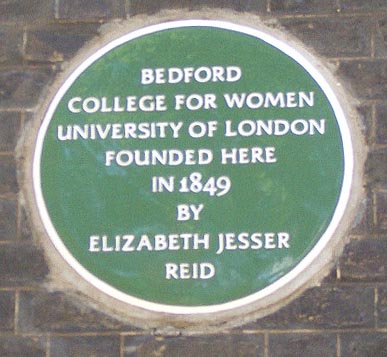 BEDFORD
COLLEGE FOR WOMEN
UNIVERSITY OF LONDON
FOUNDED HERE
IN 1849
BY
ELIZABETH JESSER
REID